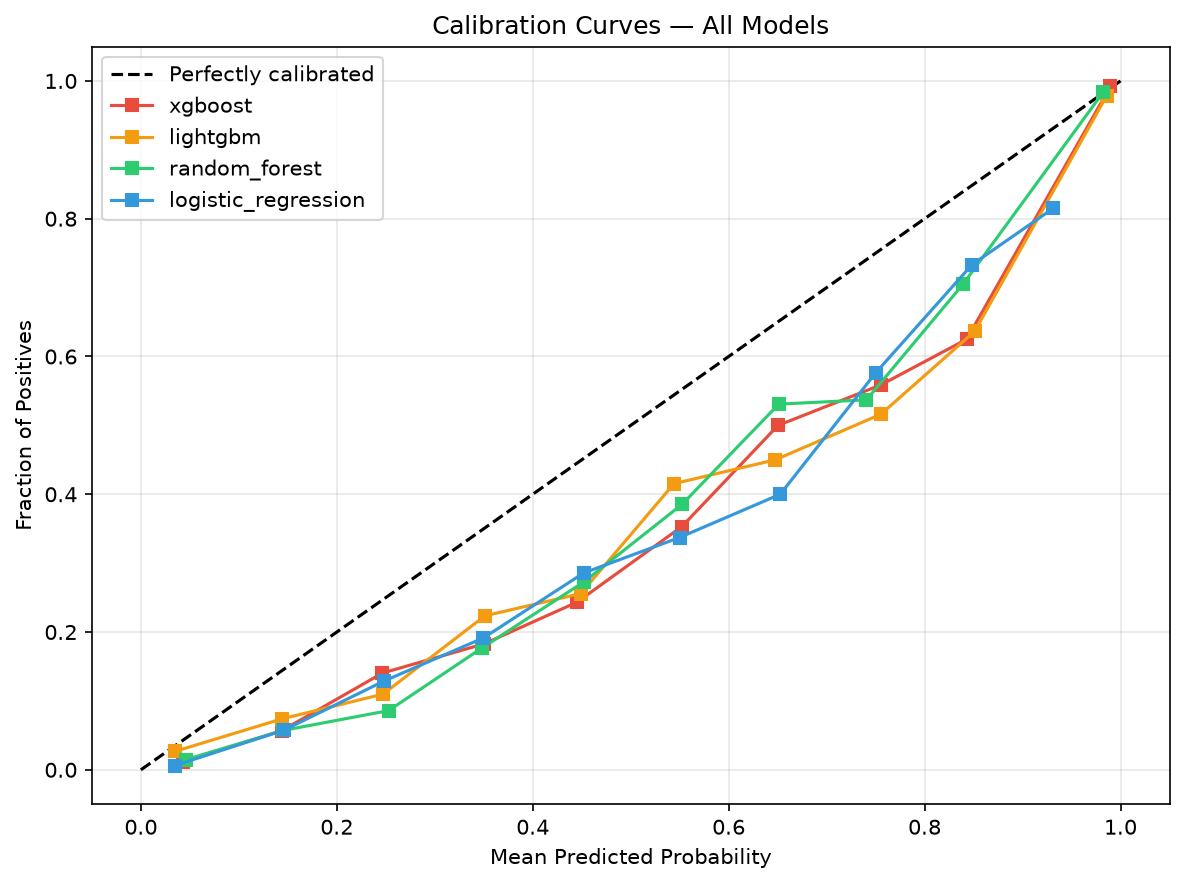 Calibration Curves — All Models
Perfectly calibrated
xgboost
lightgbm
random_forest
logistic_regression
1.0
0.8
0.6
0.4
0.2
0.0
Fraction of Positives
0.0 0.2 0.4 0.6 0.8 1.0
Mean Predicted Probability